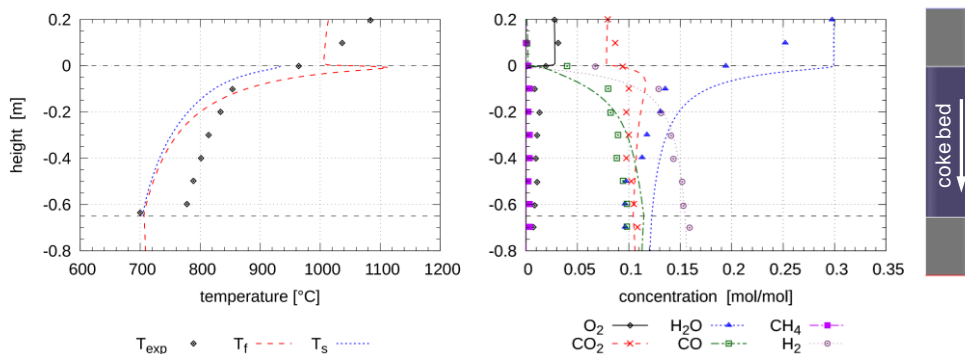 0.2
0
-0.2
-0.4
-0.6
-0.8
height [m]
600 700 800 900 1000 1100 1200
temperature [°C]
T_exp T_f T_s
0.2
0
-0.2
-0.4
-0.6
-0.8
0 0.05 0.1 0.15 0.2 0.25 0.3 0.35
concentration [mol/mol]
O₂ H₂O CH₄
CO₂ CO H₂
coke bed